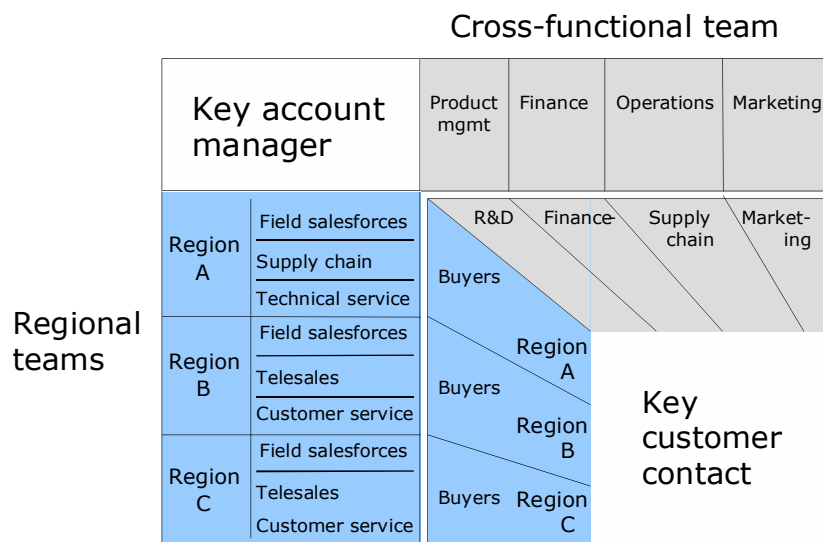 Cross-functional team
Key account
manager
Product
mgmt
Finance
Operations
Marketing
Regional
teams
Region
A
Field salesforces
Supply chain
Technical service
Region
B
Field salesforces
Telesales
Customer service
Region
C
Field salesforces
Telesales
Customer service
R&D
Finance-
Supply
chain
Market-
ing
Buyers
Region
A
Buyers
Region
B
Buyers
Region
C
Key
customer
contact